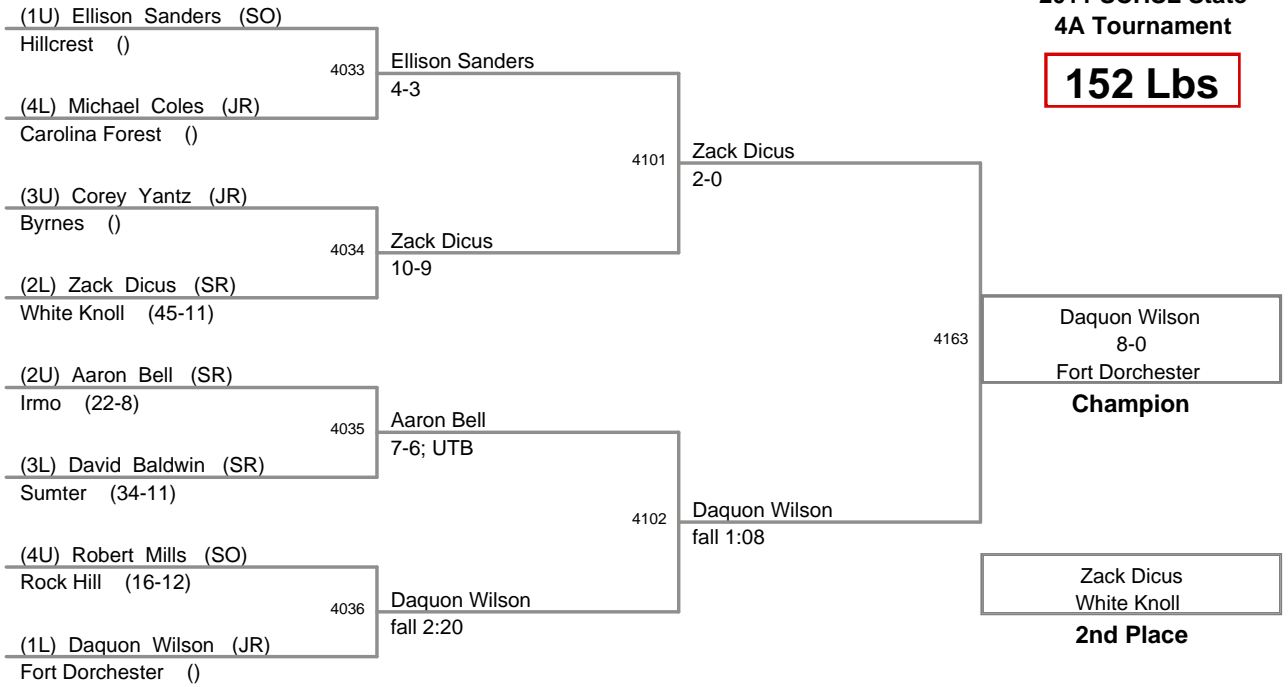 4A Tournament
152 Lbs
(1U) Ellison Sanders (SO)
Hillcrest ()
4033
Ellison Sanders
4-3
(4L) Michael Coles (JR)
Carolina Forest ()
4101
Zack Dicus
2-0
(3U) Corey Yantz (JR)
Byrnes ()
4034
Zack Dicus
10-9
(2L) Zack Dicus (SR)
White Knoll (45-11)
4163
Daquon Wilson
8-0
Fort Dorchester
Champion
(2U) Aaron Bell (SR)
Irmo (22-8)
4035
Aaron Bell
7-6; UTB
(3L) David Baldwin (SR)
Sumter (34-11)
4102
Daquon Wilson
fall 1:08
(4U) Robert Mills (SO)
Rock Hill (16-12)
4036
Daquon Wilson
fall 2:20
(1L) Daquon Wilson (JR)
Fort Dorchester ()
Zack Dicus
White Knoll
2nd Place